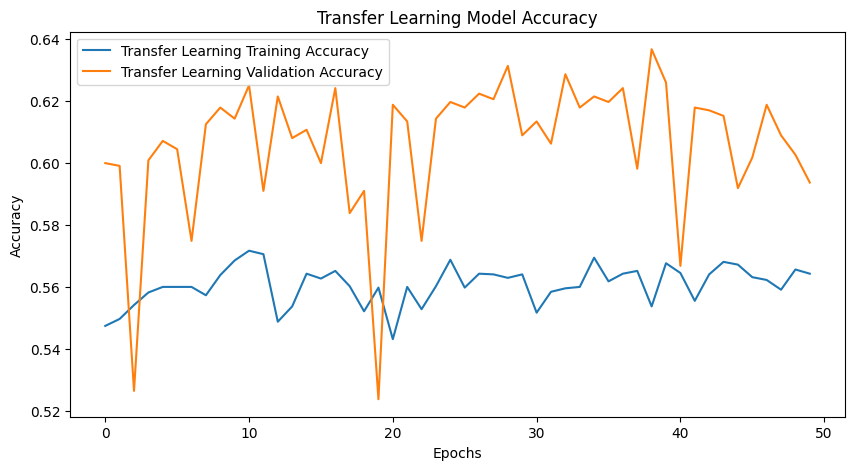 Transfer Learning Model Accuracy
Transfer Learning Training Accuracy
Transfer Learning Validation Accuracy
0.64
0.62
0.60
0.58
0.56
0.54
0.52
Accuracy
0 10 20 30 40 50
Epochs